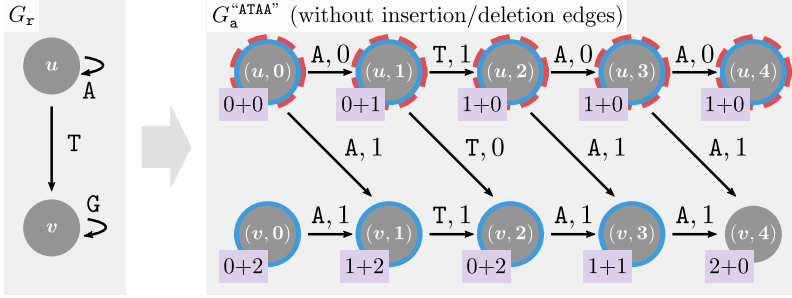 G_r
G_a^“ATAA” (without insertion/deletion edges)
u
A
T
G
v
(u, 0) A, 0 (u, 1) T, 1 (u, 2) A, 0 (u, 3) A, 0 (u, 4)
0+0 0+1 1+0 1+0 1+0
A, 1 T, 0 A, 1 A, 1
(v, 0) A, 1 (v, 1) T, 1 (v, 2) A, 1 (v, 3) A, 1 (v, 4)
0+2 1+2 0+2 1+1 2+0